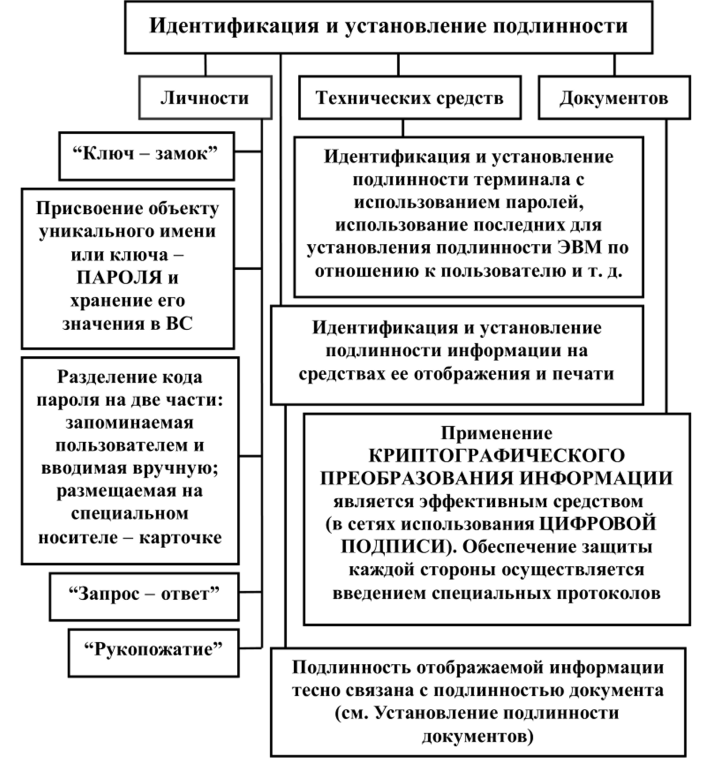 Идентификация и установление подлинности
Личности
Технических средств
Документов
“Ключ – замок”
Присвоение объекту
уникального имени
или ключа –
ПАРОЛЯ и
хранение его
значения в ВС
Разделение кода
пароля на две части:
запоминаемая
пользователем и
вводимая вручную;
размещаемая на
специальном
носителе – карточке
“Запрос – ответ”
“Рукопожатие”
Идентификация и установление
подлинности терминала с
использованием паролей,
использование последних для
установления подлинности ЭВМ по
отношению к пользователю и т. д.
Идентификация и установление
подлинности информации на
средствах ее отображения и печати
Применение
КРИПТОГРАФИЧЕСКОГО
ПРЕОБРАЗОВАНИЯ ИНФОРМАЦИИ
является эффективным средством
(в сетях использования ЦИФРОВОЙ
ПОДПИСИ). Обеспечение защиты
каждой стороны осуществляется
введением специальных протоколов
Подлинность отображаемой информации
тесно связана с подлинностью документа
(см. Установление подлинности
документов)